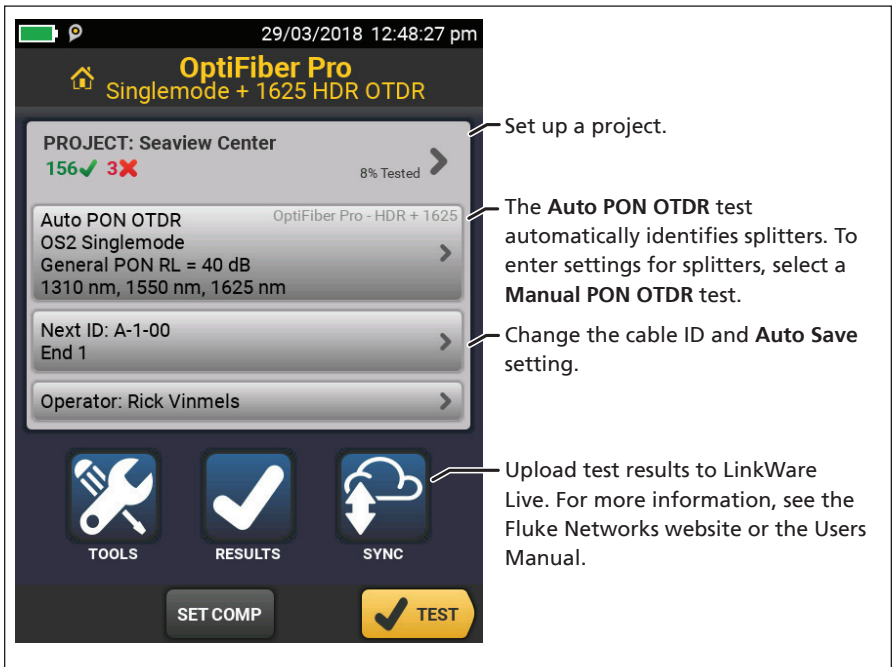 29/03/2018 12:48:27 pm
OptiFiber Pro
Singlemode + 1625 HDR OTDR
PROJECT: Seaview Center
156 3
8% Tested
Auto PON OTDR
OptiFiber Pro - HDR + 1625
OS2 Singlemode
General PON RL = 40 dB
1310 nm, 1550 nm, 1625 nm
Next ID: A-1-00
End 1
Operator: Rick Vinmels
TOOLS
RESULTS
SYNC
SET COMP
TEST
Set up a project.
The Auto PON OTDR test
automatically identifies splitters. To
enter settings for splitters, select a
Manual PON OTDR test.
Change the cable ID and Auto Save
setting.
Upload test results to LinkWare
Live. For more information, see the
Fluke Networks website or the Users
Manual.